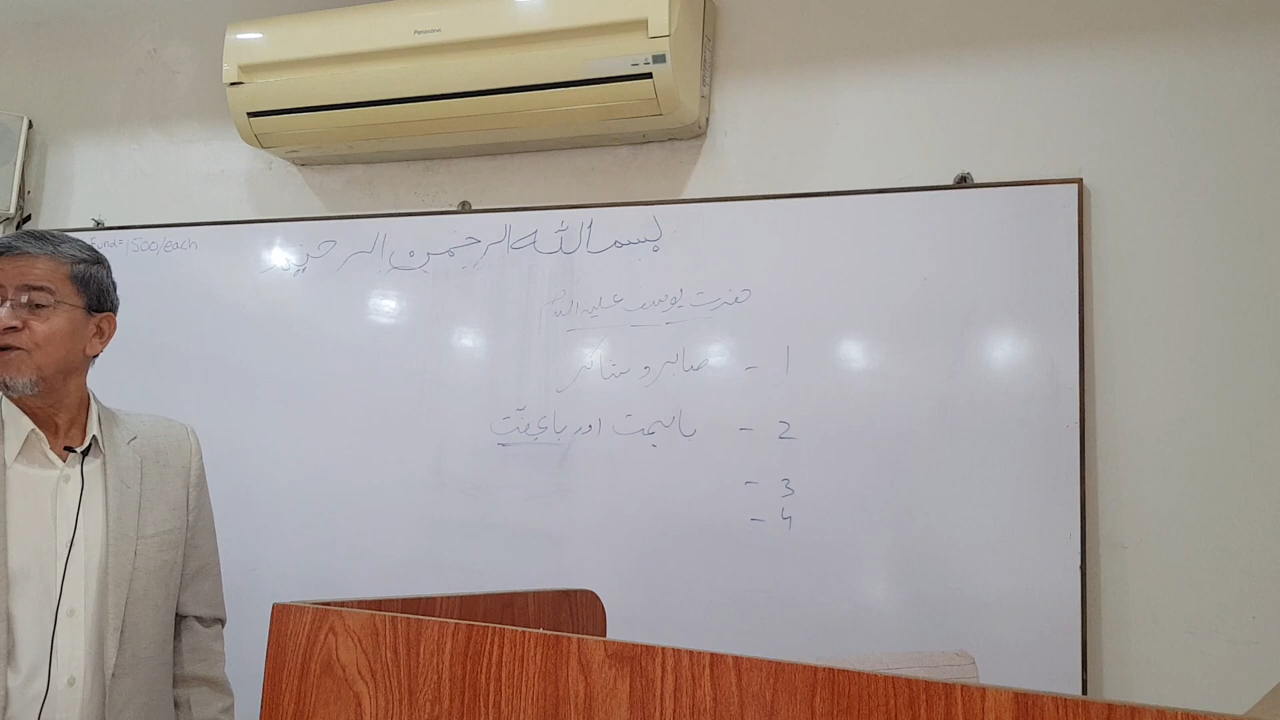 Panasonic
Fund=1500/each
بسم اللہ الرحمن الرحیم
حضرت یوسف علیہ السلام
1 - صابر و شاکر
2 - باہمت اور
3 -
4 -